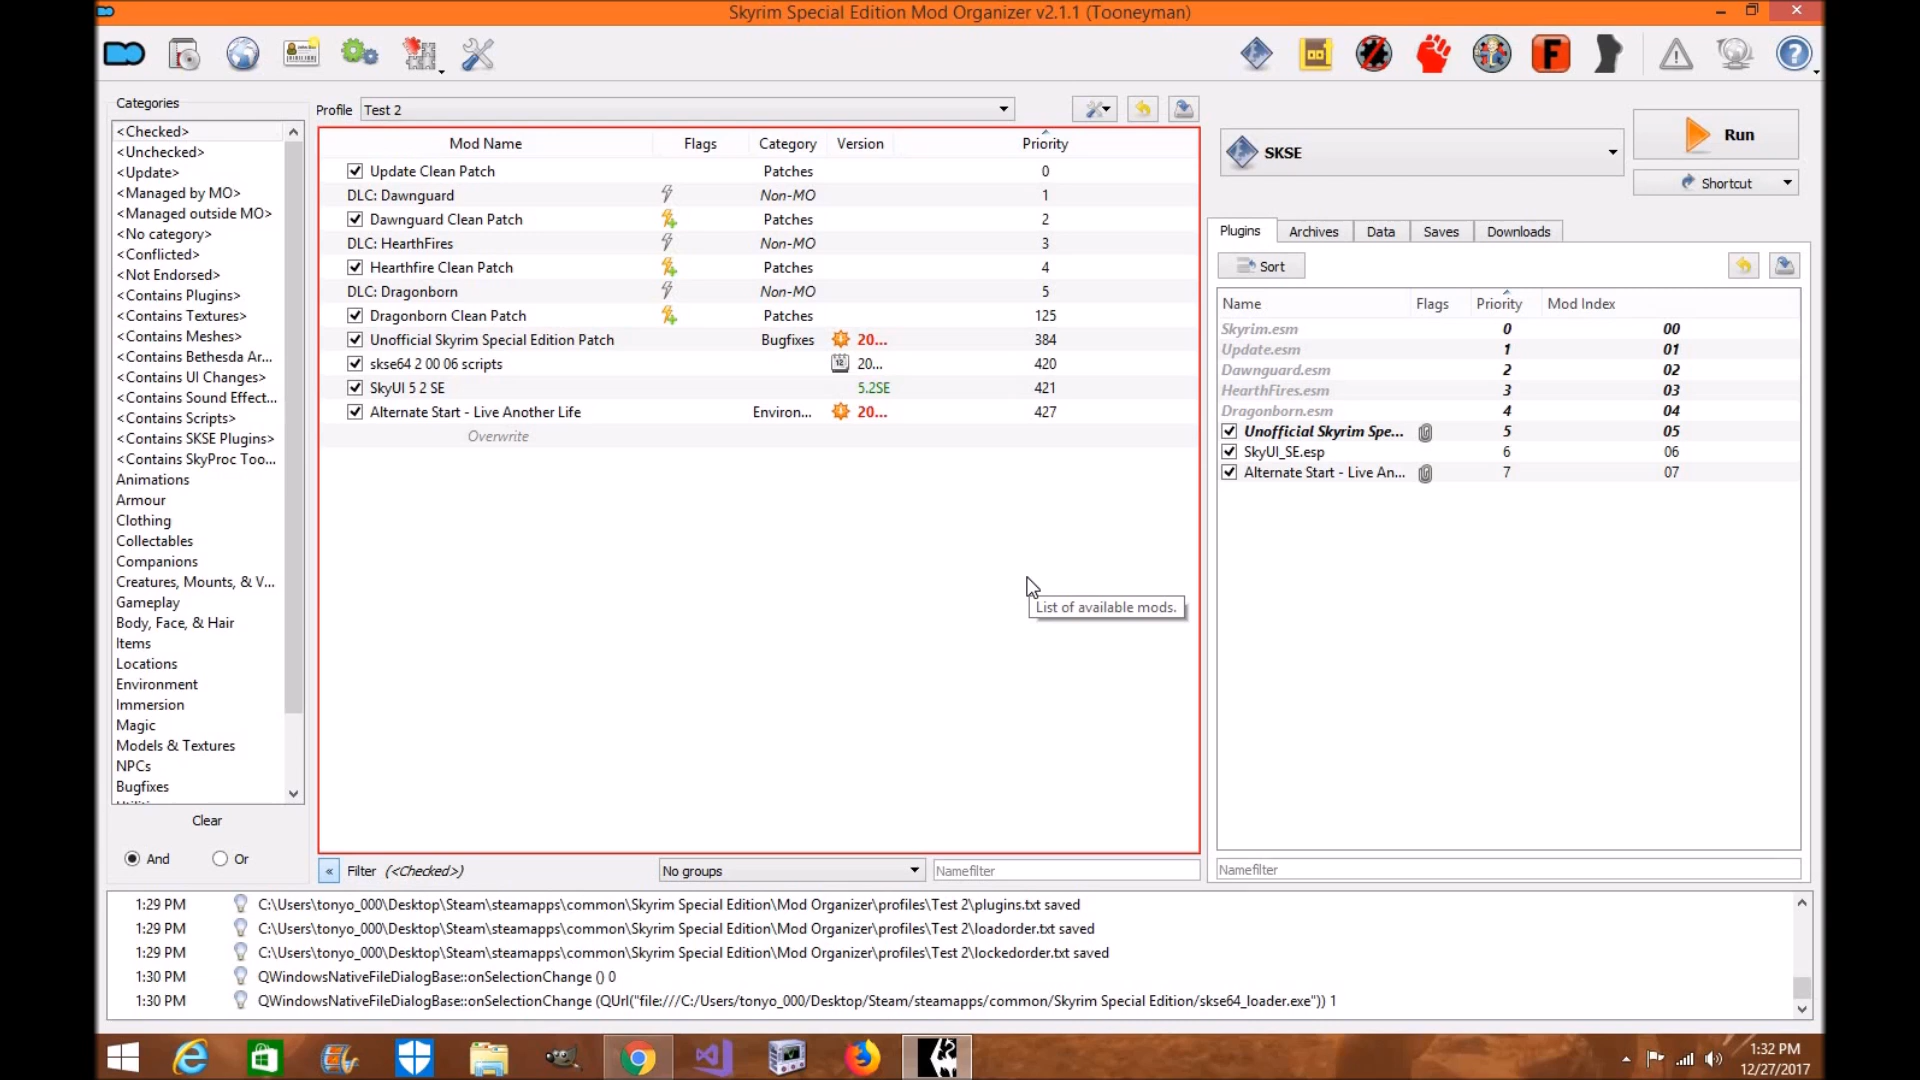 Skyrim Special Edition Mod Organizer v2.1.1 (Tooneyman)
Categories
<Checked>
<Unchecked>
<Update>
<Managed by MO>
<Managed outside MO>
<No category>
<Conflicted>
<Not Endorsed>
<Contains Plugins>
<Contains Textures>
<Contains Meshes>
<Contains Bethesda Ar...
<Contains UI Changes>
<Contains Sound Effect...
<Contains Scripts>
<Contains SKSE Plugins>
<Contains SkyProc Too...
Animations
Armour
Clothing
Collectables
Companions
Creatures, Mounts, & V...
Gameplay
Body, Face, & Hair
Items
Locations
Environment
Immersion
Magic
Models & Textures
NPCs
Bugfixes
Clear
And Or
Profile Test 2
Mod Name Flags Category Version Priority
Update Clean Patch Patches 0
DLC: Dawnguard Non-MO 1
Dawnguard Clean Patch Patches 2
DLC: HearthFires Non-MO 3
Hearthfire Clean Patch Patches 4
DLC: Dragonborn Non-MO 5
Dragonborn Clean Patch Patches 125
Unofficial Skyrim Special Edition Patch Bugfixes 20... 384
skse64 2 00 06 scripts 20... 420
SkyUI 5 2 SE 5.2SE 421
Alternate Start - Live Another Life Environ... 20... 427
Overwrite
List of available mods.
« Filter (<Checked>) No groups Namefilter
SKSE
Run
Shortcut
Plugins Archives Data Saves Downloads
Sort
Name Flags Priority Mod Index
Skyrim.esm 0 00
Update.esm 1 01
Dawnguard.esm 2 02
HearthFires.esm 3 03
Dragonborn.esm 4 04
Unofficial Skyrim Spe... 5 05
SkyUI_SE.esp 6 06
Alternate Start - Live An... 7 07
Namefilter
1:29 PM C:\Users\tonyo_000\Desktop\Steam\steamapps\common\Skyrim Special Edition\Mod Organizer\profiles\Test 2\plugins.txt saved
1:29 PM C:\Users\tonyo_000\Desktop\Steam\steamapps\common\Skyrim Special Edition\Mod Organizer\profiles\Test 2\loadorder.txt saved
1:29 PM C:\Users\tonyo_000\Desktop\Steam\steamapps\common\Skyrim Special Edition\Mod Organizer\profiles\Test 2\lockedorder.txt saved
1:30 PM QWindowsNativeFileDialogBase::onSelectionChange () 0
1:30 PM QWindowsNativeFileDialogBase::onSelectionChange (QUrl("file:///C:/Users/tonyo_000/Desktop/Steam/steamapps/common/Skyrim Special Edition/skse64_loader.exe")) 1
1:32 PM
12/27/2017